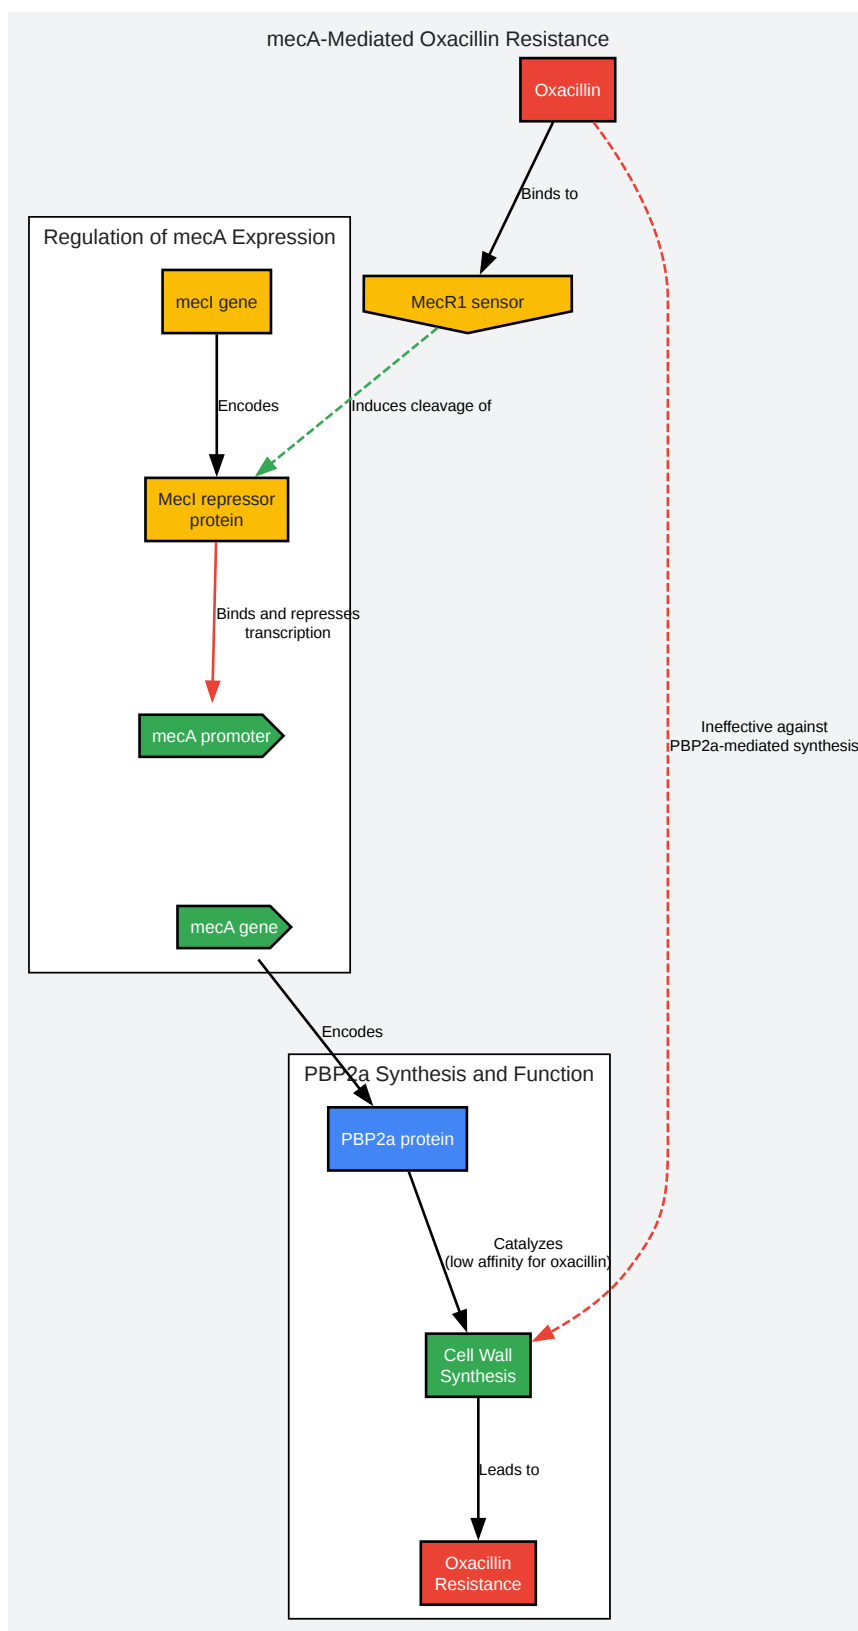 mecA-Mediated Oxacillin Resistance
Oxacillin
Binds to
Regulation of mecA Expression
mecI gene
MecR1 sensor
Encodes
Induces cleavage of
MecI repressor
protein
Binds and represses
transcription
mecA promoter
Ineffective against
PBP2a-mediated synthesis
mecA gene
Encodes
PBP2a Synthesis and Function
PBP2a protein
Catalyzes
(low affinity for oxacillin)
Cell Wall
Synthesis
Leads to
Oxacillin
Resistance